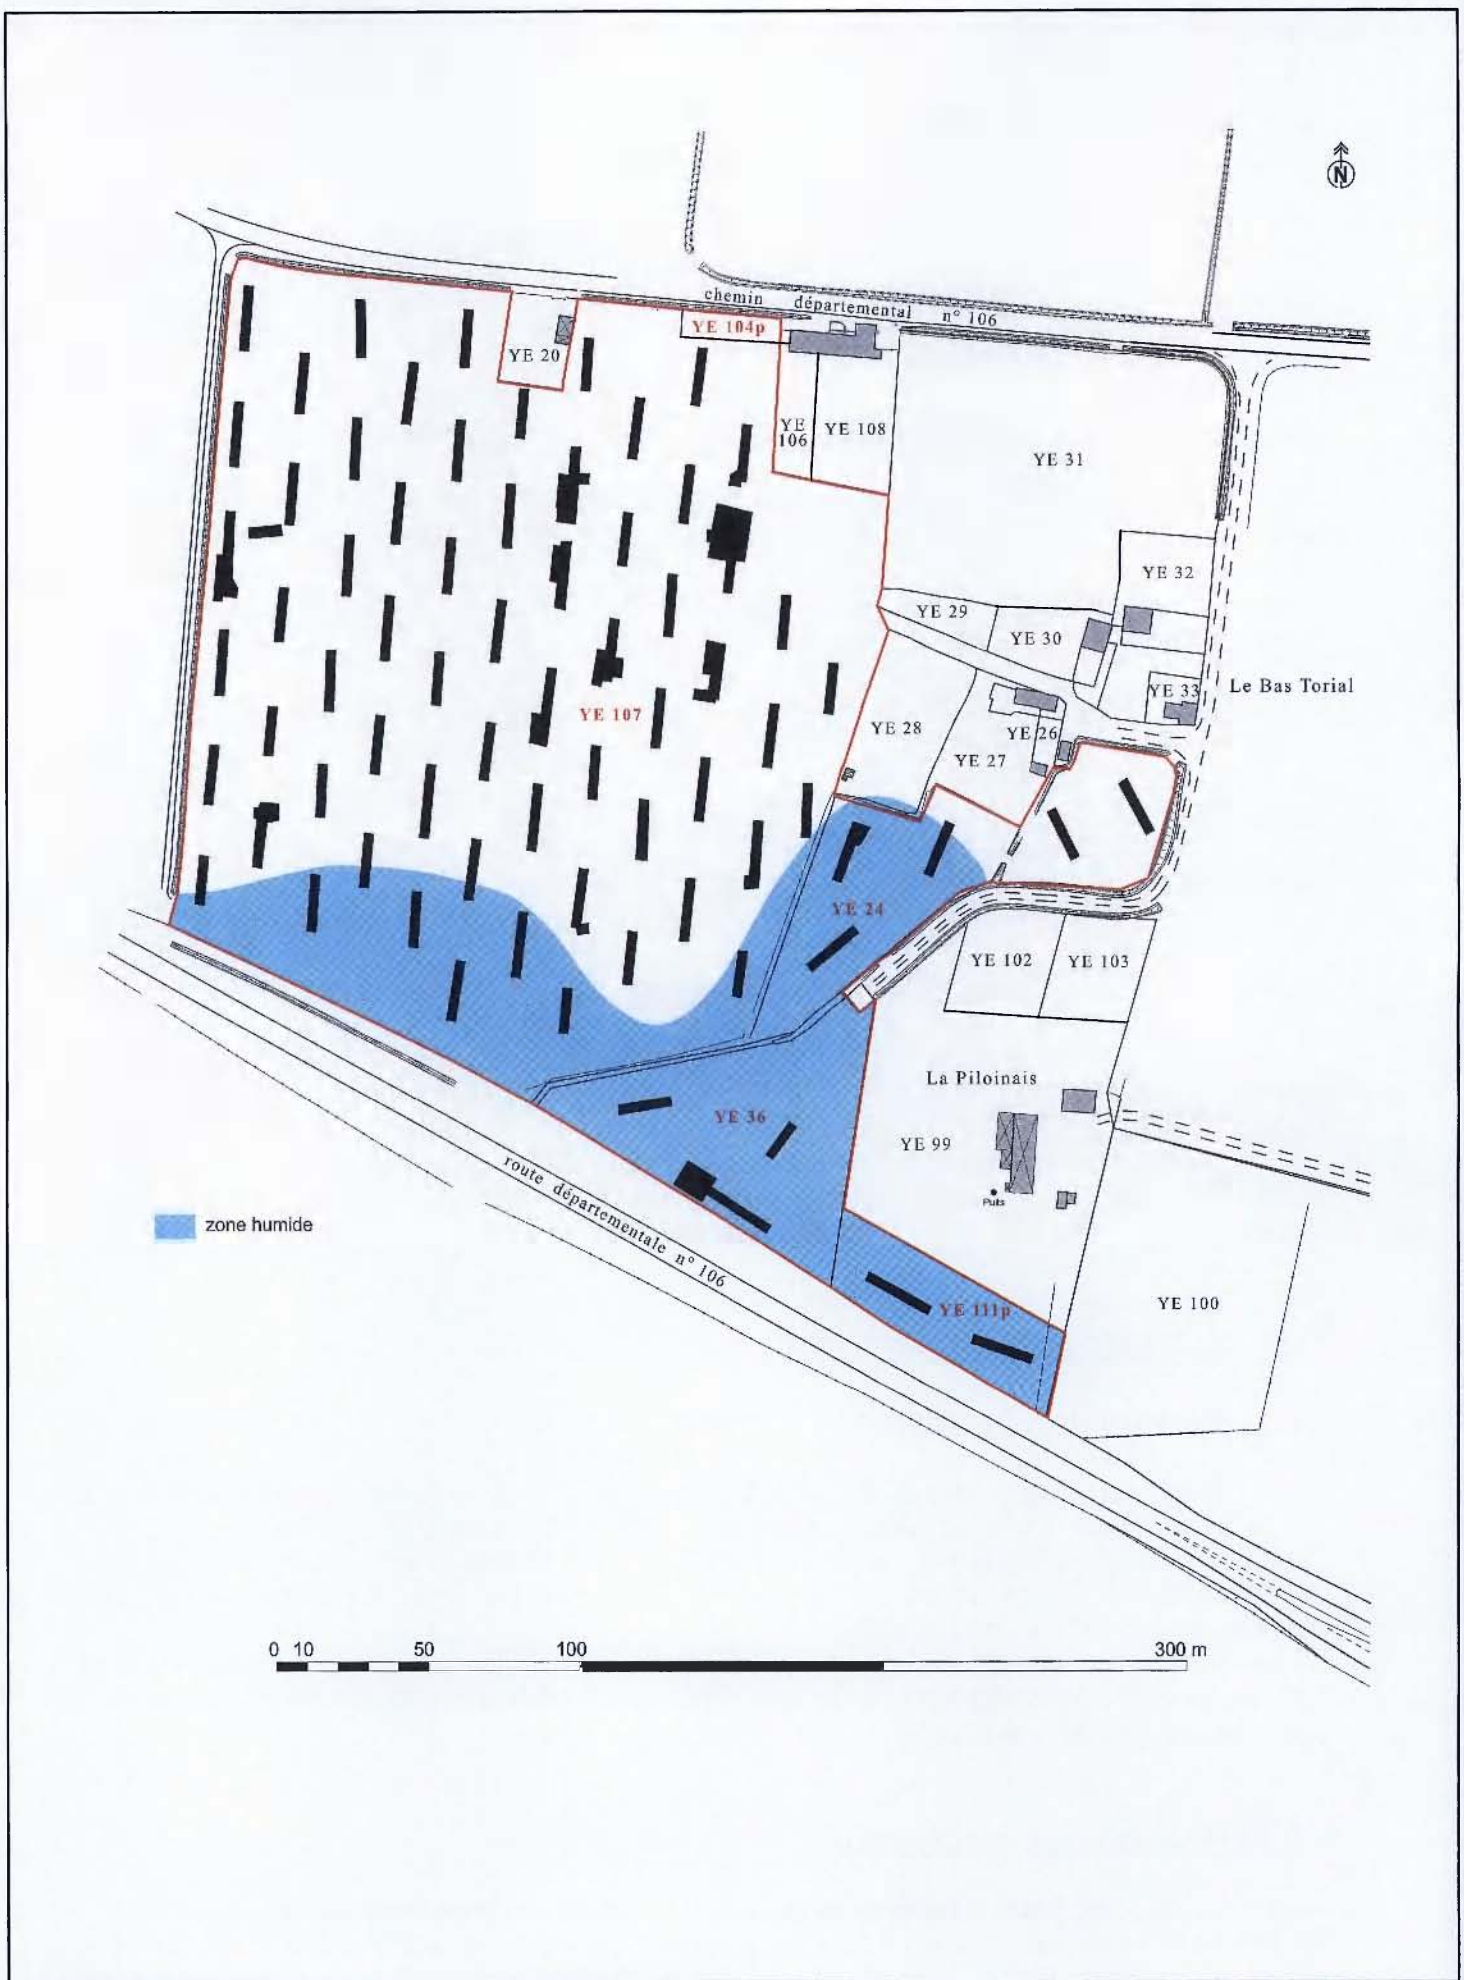 N
chemin départemental n° 106
YE 104p
YE 20
YE
106
YE 108
YE 31
YE 32
YE 29
YE 30
YE 33
Le Bas Torial
YE 107
YE 28
YE 26
YE 27
YE 24
YE 102
YE 103
La Piloinais
YE 36
YE 99
Puits
route départementale n° 106
zone humide
YE 111p
YE 100
0 10 50 100 300 m